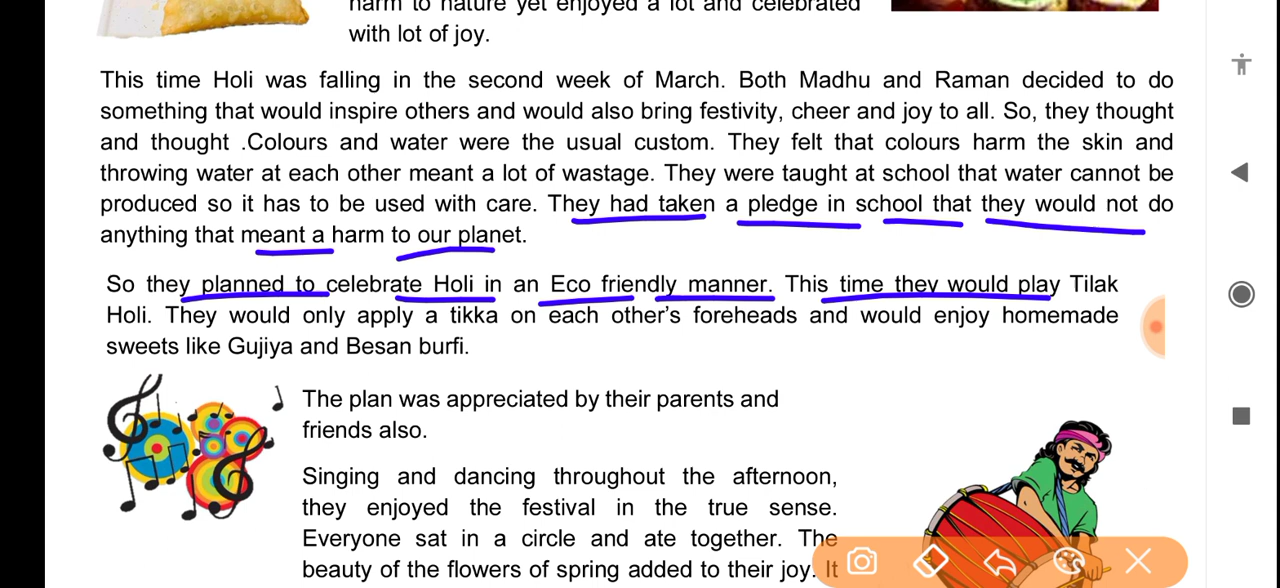 harm to nature yet enjoyed a lot and celebrated
with lot of joy.
This time Holi was falling in the second week of March. Both Madhu and Raman decided to do
something that would inspire others and would also bring festivity, cheer and joy to all. So, they thought
and thought .Colours and water were the usual custom. They felt that colours harm the skin and
throwing water at each other meant a lot of wastage. They were taught at school that water cannot be
produced so it has to be used with care. They had taken a pledge in school that they would not do
anything that meant a harm to our planet.
So they planned to celebrate Holi in an Eco friendly manner. This time they would play Tilak
Holi. They would only apply a tikka on each other's foreheads and would enjoy homemade
sweets like Gujiya and Besan burfi.
The plan was appreciated by their parents and
friends also.
Singing and dancing throughout the afternoon,
they enjoyed the festival in the true sense.
Everyone sat in a circle and ate together. The
beauty of the flowers of spring added to their joy. It